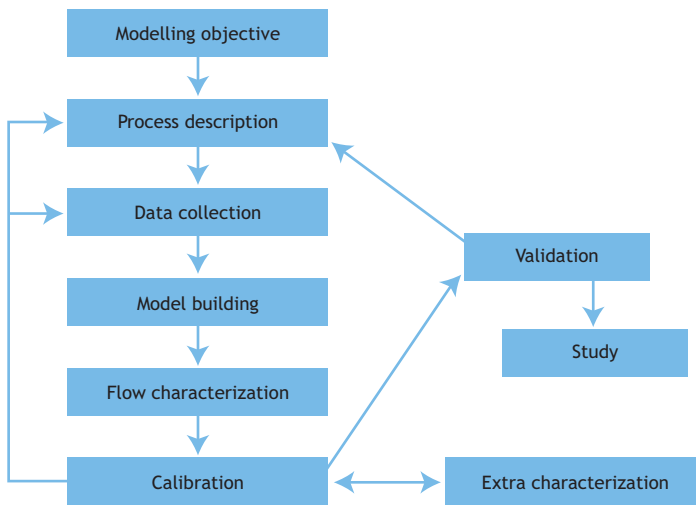 Modelling objective
Process description
Data collection
Model building
Flow characterization
Calibration
Validation
Study
Extra characterization